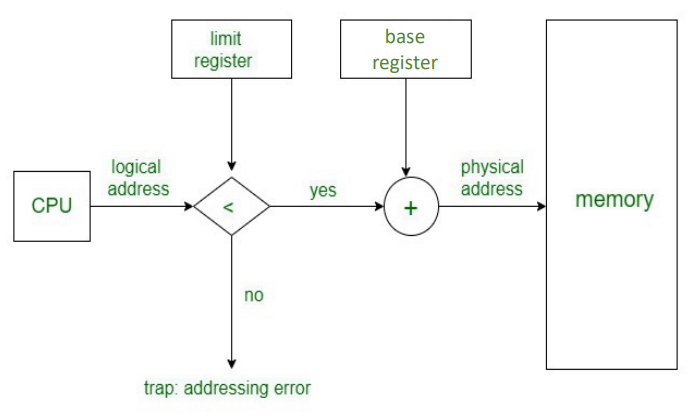 limit
register
base
register
logical
address
CPU
<
yes
+
physical
address
memory
no
trap: addressing error